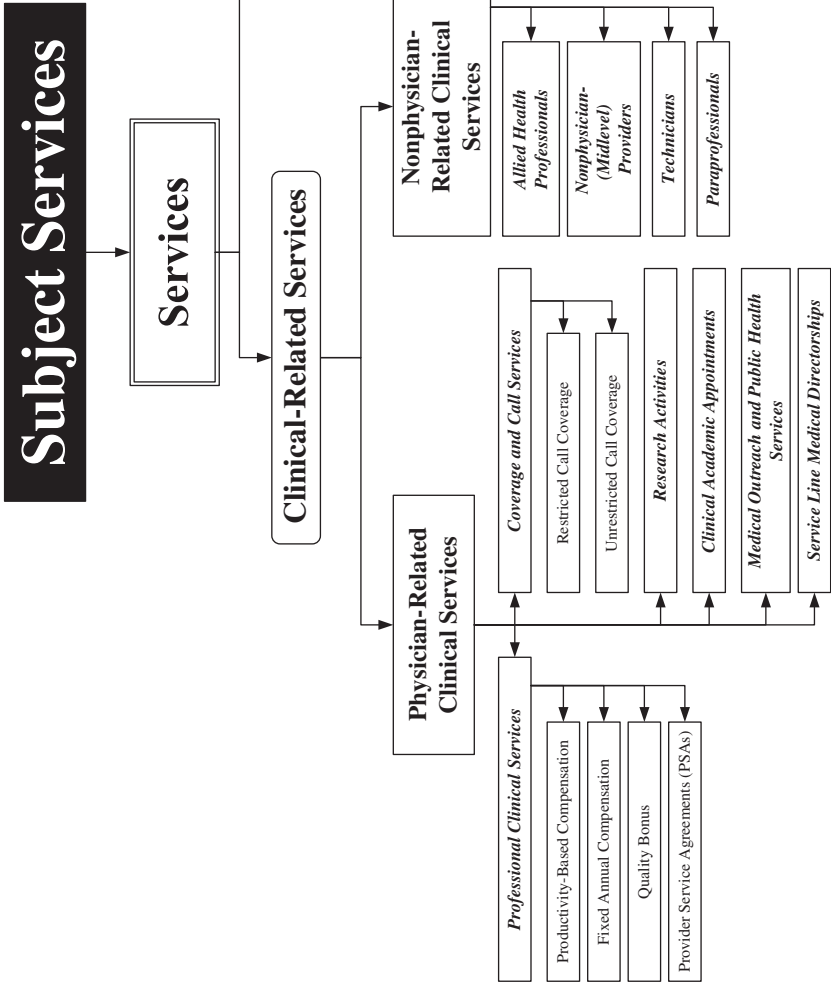 Subject Services
Services
Clinical-Related Services
Physician-Related
Clinical Services
Professional Clinical Services
Productivity-Based Compensation
Fixed Annual Compensation
Quality Bonus
Provider Service Agreements (PSAs)
Coverage and Call Services
Restricted Call Coverage
Unrestricted Call Coverage
Research Activities
Clinical Academic Appointments
Medical Outreach and Public Health
Services
Service Line Medical Directorships
Nonphysician-
Related Clinical
Services
Allied Health
Professionals
Nonphysician-
(Midlevel)
Providers
Technicians
Paraprofessionals